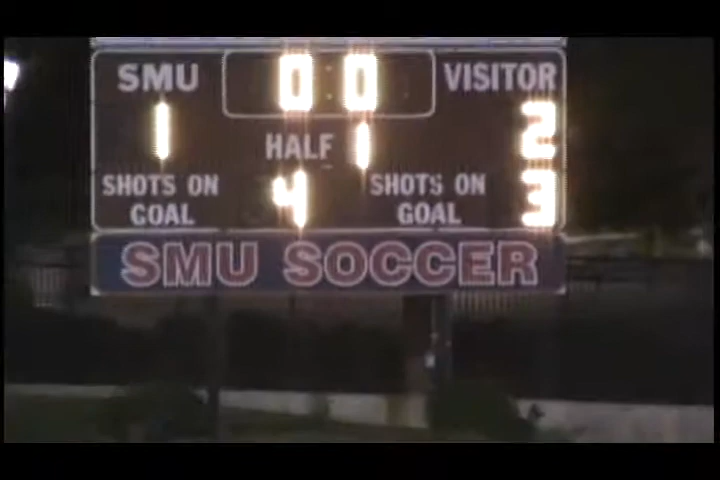 SMU 0:0 VISITOR
1 HALF 1 2
SHOTS ON GOAL 4 SHOTS ON GOAL 3
SMU SOCCER